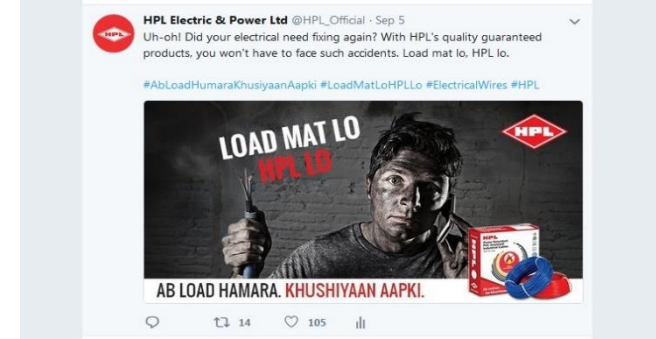 HPL Electric & Power Ltd @HPL_Official · Sep 5
Uh-oh! Did your electrical need fixing again? With HPL's quality guaranteed
products, you won't have to face such accidents. Load mat lo, HPL lo.
#AbLoadHumaraKhusiyaanAapki #LoadMatLoHPLLo #ElectricalWires #HPL
LOAD MAT LO
HPL LO
HPL
HPL
HPL
AB LOAD HAMARA. KHUSHIYAAN AAPKI.
14 105